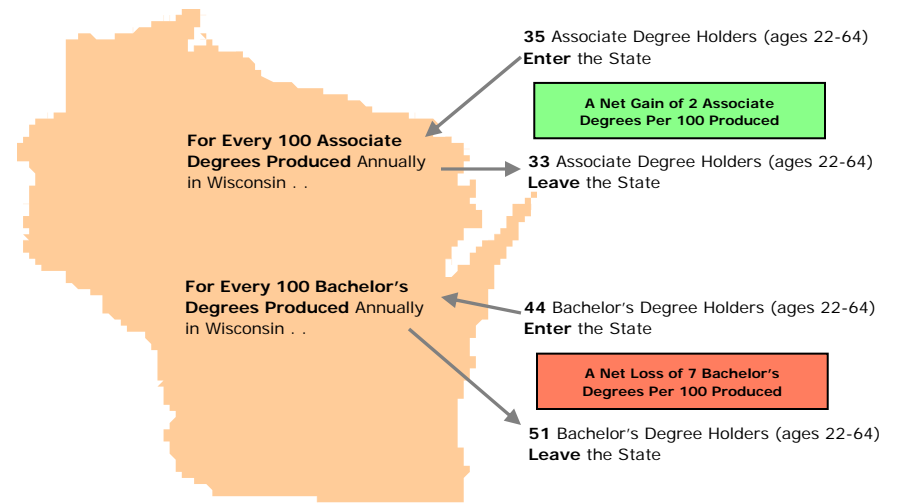 35 Associate Degree Holders (ages 22-64)
Enter the State
A Net Gain of 2 Associate
Degrees Per 100 Produced
For Every 100 Associate
Degrees Produced Annually
in Wisconsin . .
33 Associate Degree Holders (ages 22-64)
Leave the State
For Every 100 Bachelor's
Degrees Produced Annually
in Wisconsin . .
44 Bachelor's Degree Holders (ages 22-64)
Enter the State
A Net Loss of 7 Bachelor's
Degrees Per 100 Produced
51 Bachelor's Degree Holders (ages 22-64)
Leave the State